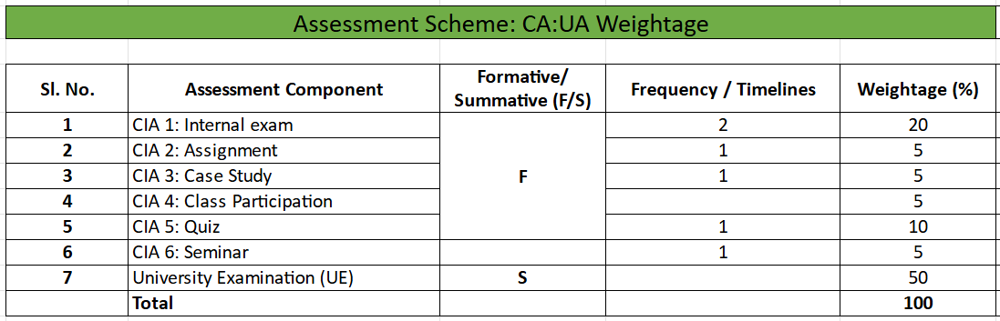 Assessment Scheme: CA:UA Weightage
Sl. No. Assessment Component Formative/ Summative (F/S) Frequency / Timelines Weightage (%)
1 CIA 1: Internal exam F 2 20
2 CIA 2: Assignment 1 5
3 CIA 3: Case Study 1 5
4 CIA 4: Class Participation 5
5 CIA 5: Quiz 1 10
6 CIA 6: Seminar 1 5
7 University Examination (UE) S 50
Total 100